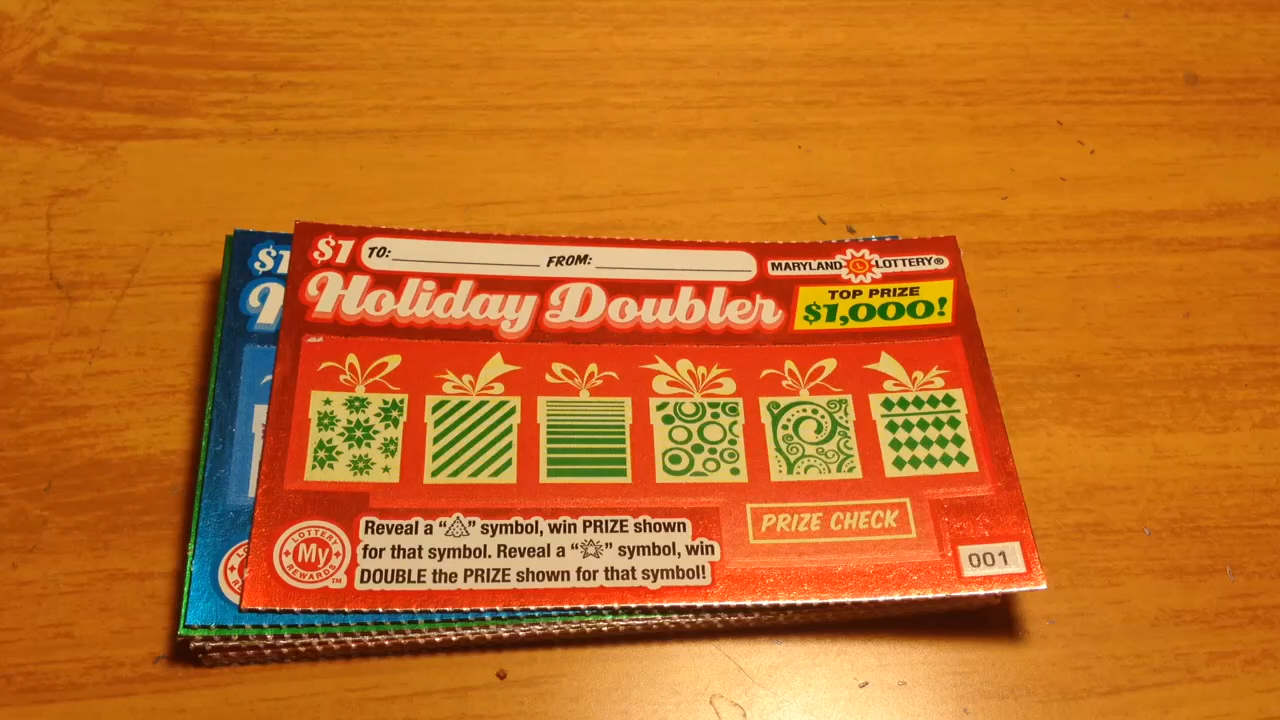 $1 TO: FROM:
MARYLAND LOTTERY®
Holiday Doubler
TOP PRIZE
$1,000!
PRIZE CHECK
LOTTERY
My
REWARDS™
Reveal a “ ” symbol, win PRIZE shown
for that symbol. Reveal a “ ” symbol, win
DOUBLE the PRIZE shown for that symbol!
001
$1